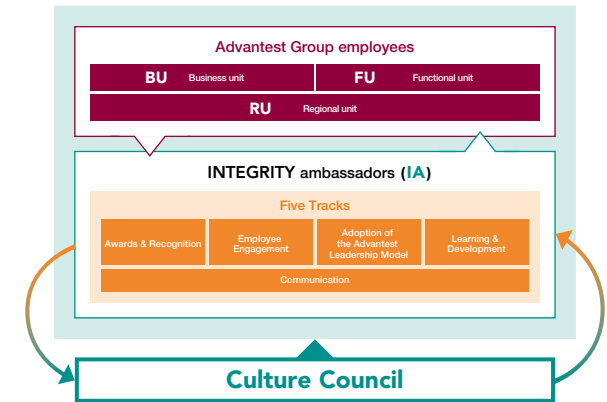 Advantest Group employees
BU Business unit
FU Functional unit
RU Regional unit
INTEGRITY ambassadors (IA)
Five Tracks
Awards & Recognition
Employee
Engagement
Adoption of
the Advantest
Leadership Model
Learning &
Development
Communication
Culture Council